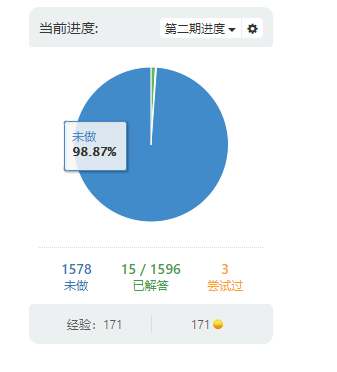 当前进度:
第二期进度
未做
98.87%
1578
未做
15 / 1596
已解答
3
尝试过
经验：171
171